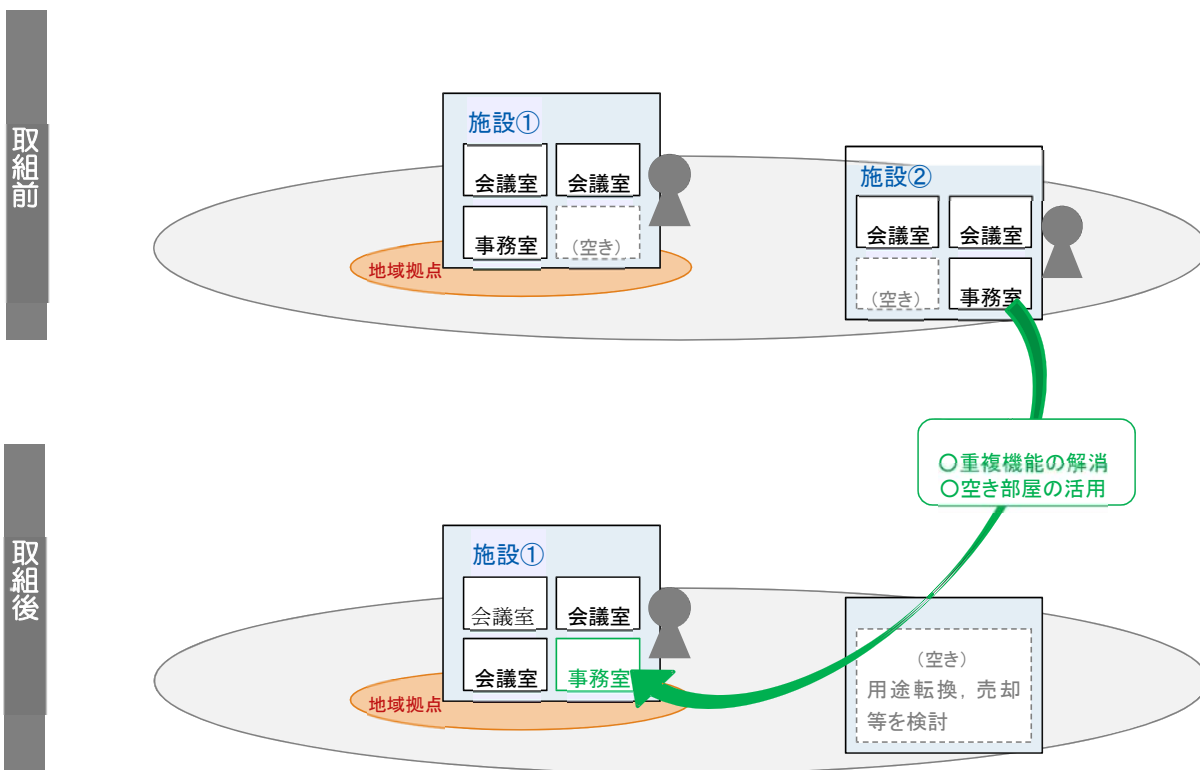 取組前
施設①
会議室
会議室
事務室
(空き)
地域拠点
施設②
会議室
会議室
(空き)
事務室
〇重複機能の解消
〇空き部屋の活用
取組後
施設①
会議室
会議室
会議室
事務室
地域拠点
(空き)
用途転換，売却
等を検討